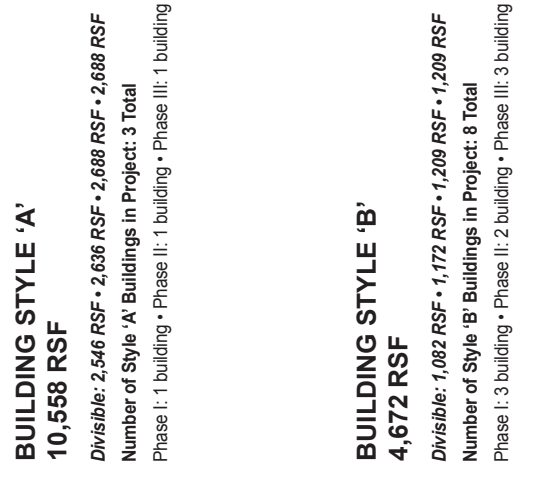 BUILDING STYLE ‘A’
10,558 RSF
Divisible: 2,546 RSF • 2,636 RSF • 2,688 RSF • 2,688 RSF
Number of Style ‘A’ Buildings in Project: 3 Total
Phase I: 1 building • Phase II: 1 building • Phase III: 1 building
BUILDING STYLE ‘B’
4,672 RSF
Divisible: 1,082 RSF • 1,172 RSF • 1,209 RSF • 1,209 RSF
Number of Style ‘B’ Buildings in Project: 8 Total
Phase I: 3 building • Phase II: 2 building • Phase III: 3 building